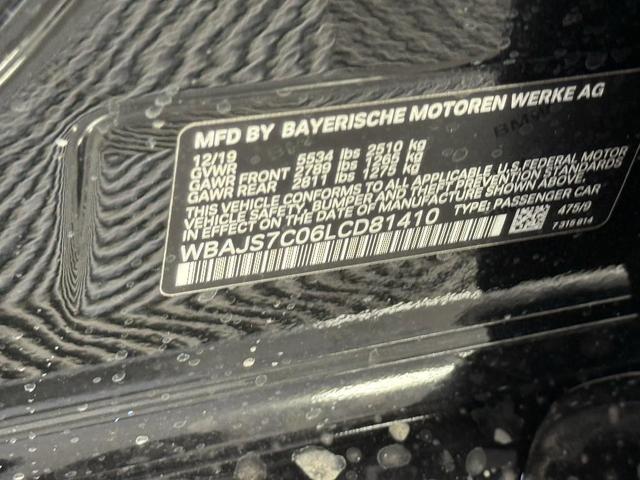 MFD BY BAYERISCHE MOTOREN WERKE AG
12/19
GVWR 5534 lbs 2510 kg
GAWR FRONT 2789 lbs 1265 kg
GAWR REAR 2811 lbs 1275 kg
THIS VEHICLE CONFORMS TO ALL APPLICABLE U.S. FEDERAL MOTOR
VEHICLE SAFETY, BUMPER, AND THEFT PREVENTION STANDARDS
IN EFFECT ON THE DATE OF MANUFACTURE SHOWN ABOVE.
WBAJS7C06LCD81410 TYPE: PASSENGER CAR
475/0